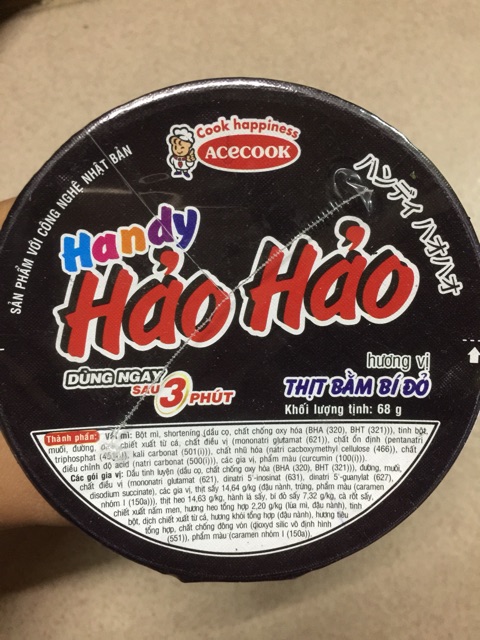 Cook happiness
ACECOOK
SẢN PHẨM VỚI CÔNG NGHỆ NHẬT BẢN
ハンディ ハオハオ
Handy
Hảo Hảo
DÙNG NGAY
SAU 3 PHÚT
hương vị
THỊT BẰM BÍ ĐỎ
Khối lượng tịnh: 68 g
Thành phần: Vắt mì: Bột mì, shortening (dầu cọ, chất chống oxy hóa (BHA (320), BHT (321))), tinh bột,
muối, đường, chiết xuất từ cá, chất điều vị (mononatri glutamat (621)), chất ổn định (pentanatri
triphosphat (451(i)), kali carbonat (501(i))), chất nhũ hóa (natri cacboxymethyl cellulose (466)), chất
điều chỉnh độ acid (natri carbonat (500(i))), các gia vị, phẩm màu (curcumin (100(i))).
Các gói gia vị: Dầu tinh luyện (dầu cọ, chất chống oxy hóa (BHA (320), BHT (321))), đường, muối,
chất điều vị (mononatri glutamat (621), dinatri 5'-inosinat (631), dinatri 5'-guanylat (627),
disodium succinate), các gia vị, thịt sấy 14,64 g/kg (đậu nành, trứng, phẩm màu (caramen
nhóm I (150a)), thịt heo 14,63 g/kg), hành lá sấy, bí đỏ sấy 7,32 g/kg, cà rốt sấy,
chiết xuất nấm men, hương heo tổng hợp 2,20 g/kg (lúa mì, đậu nành), tinh
bột, dịch chiết xuất từ cá, hương khói tổng hợp (đậu nành), hương tiêu
tổng hợp, chất chống đông vón (dioxyd silic vô định hình
(551)), phẩm màu (caramen nhóm I (150a)).